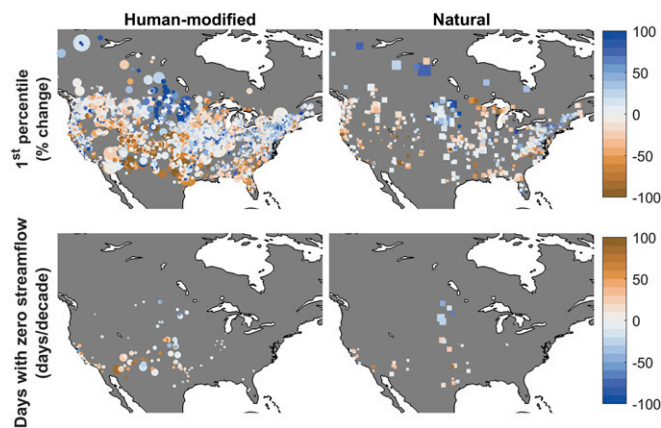 Human-modified
Natural
1st percentile
(% change)
100
50
0
-50
-100
Days with zero streamflow
(days/decade)
100
50
0
-50
-100